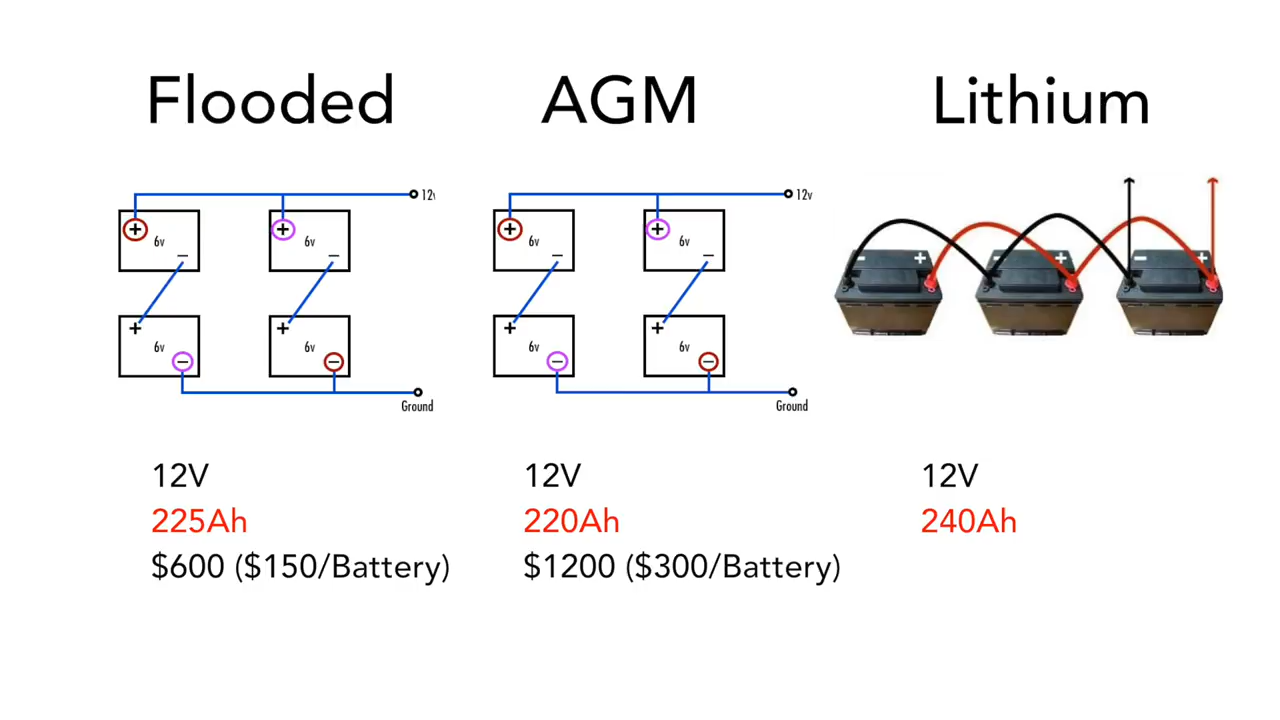 Flooded
AGM
Lithium
12v
+
+
6v
6v
–
–
+
+
6v
6v
–
–
Ground
12v
+
+
6v
6v
–
–
+
+
6v
6v
–
–
Ground
– +
– +
– +
12V
225Ah
$600 ($150/Battery)
12V
220Ah
$1200 ($300/Battery)
12V
240Ah